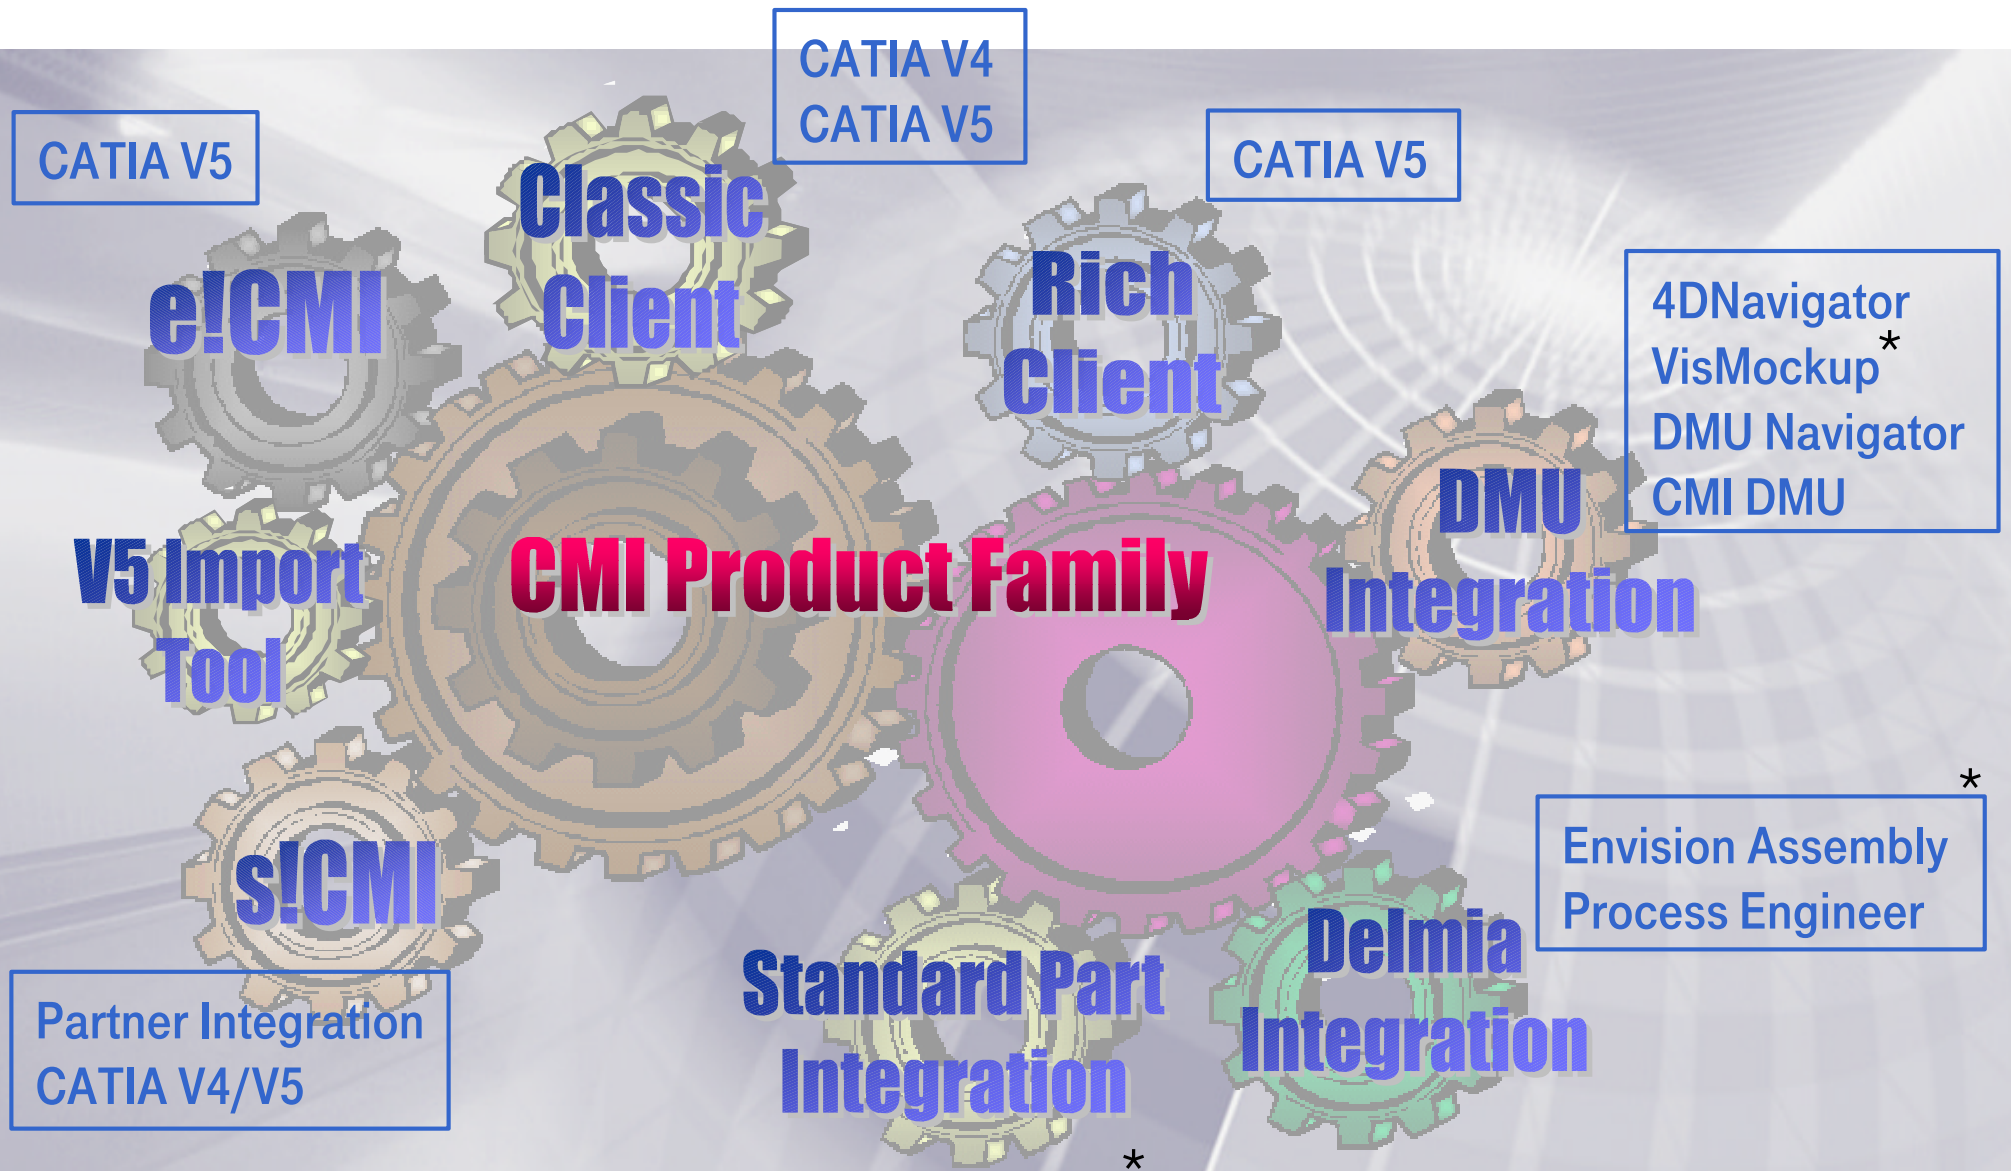 CATIA V4
CATIA V5
CATIA V5
CATIA V5
Classic
Client
e!CMI
Rich
Client
4DNavigator
VisMockup*
DMU Navigator
CMI DMU
DMU
Integration
V5 Import
Tool
CMI Product Family
s!CMI
Partner Integration
CATIA V4/V5
Standard Part
Integration
*
Delmia
Integration
*
Envision Assembly
Process Engineer